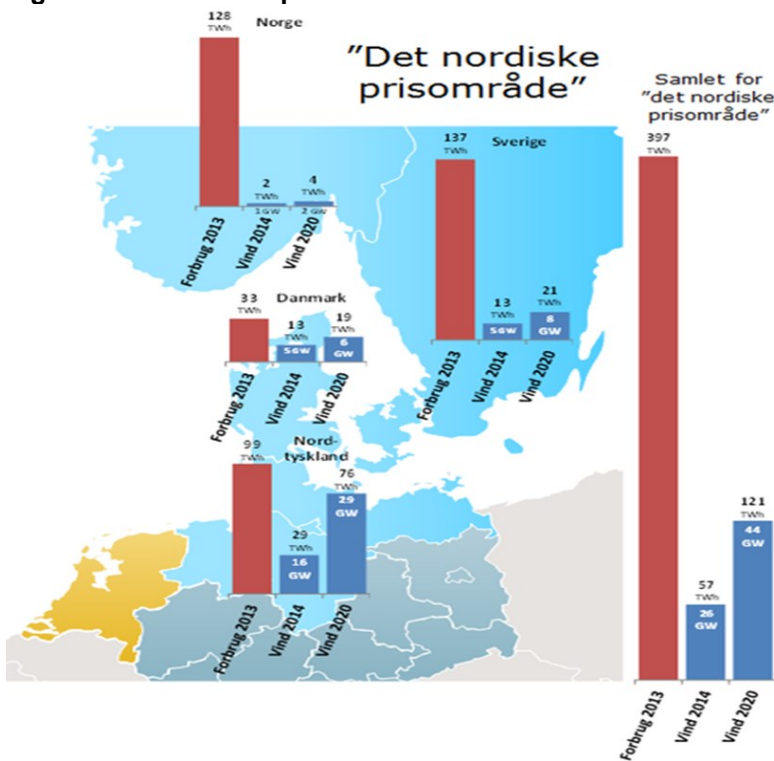 128
TWh
Norge
2
TWh
1 GW
4
TWh
2 GW
Forbrug 2013
Vind 2014
Vind 2020
”Det nordiske
prisområde”
137
TWh
Sverige
13
TWh
5GW
21
TWh
8
GW
Forbrug 2013
Vind 2014
Vind 2020
33
TWh
Danmark
13
TWh
5GW
19
TWh
6
GW
Forbrug 2013
Vind 2014
Vind 2020
99
TWh
Nord-
tyskland
29
TWh
16
GW
76
TWh
29
GW
Forbrug 2013
Vind 2014
Vind 2020
Samlet for
”det nordiske
prisområde”
397
TWh
57
TWh
26
GW
121
TWh
44
GW
Forbrug 2013
Vind 2014
Vind 2020